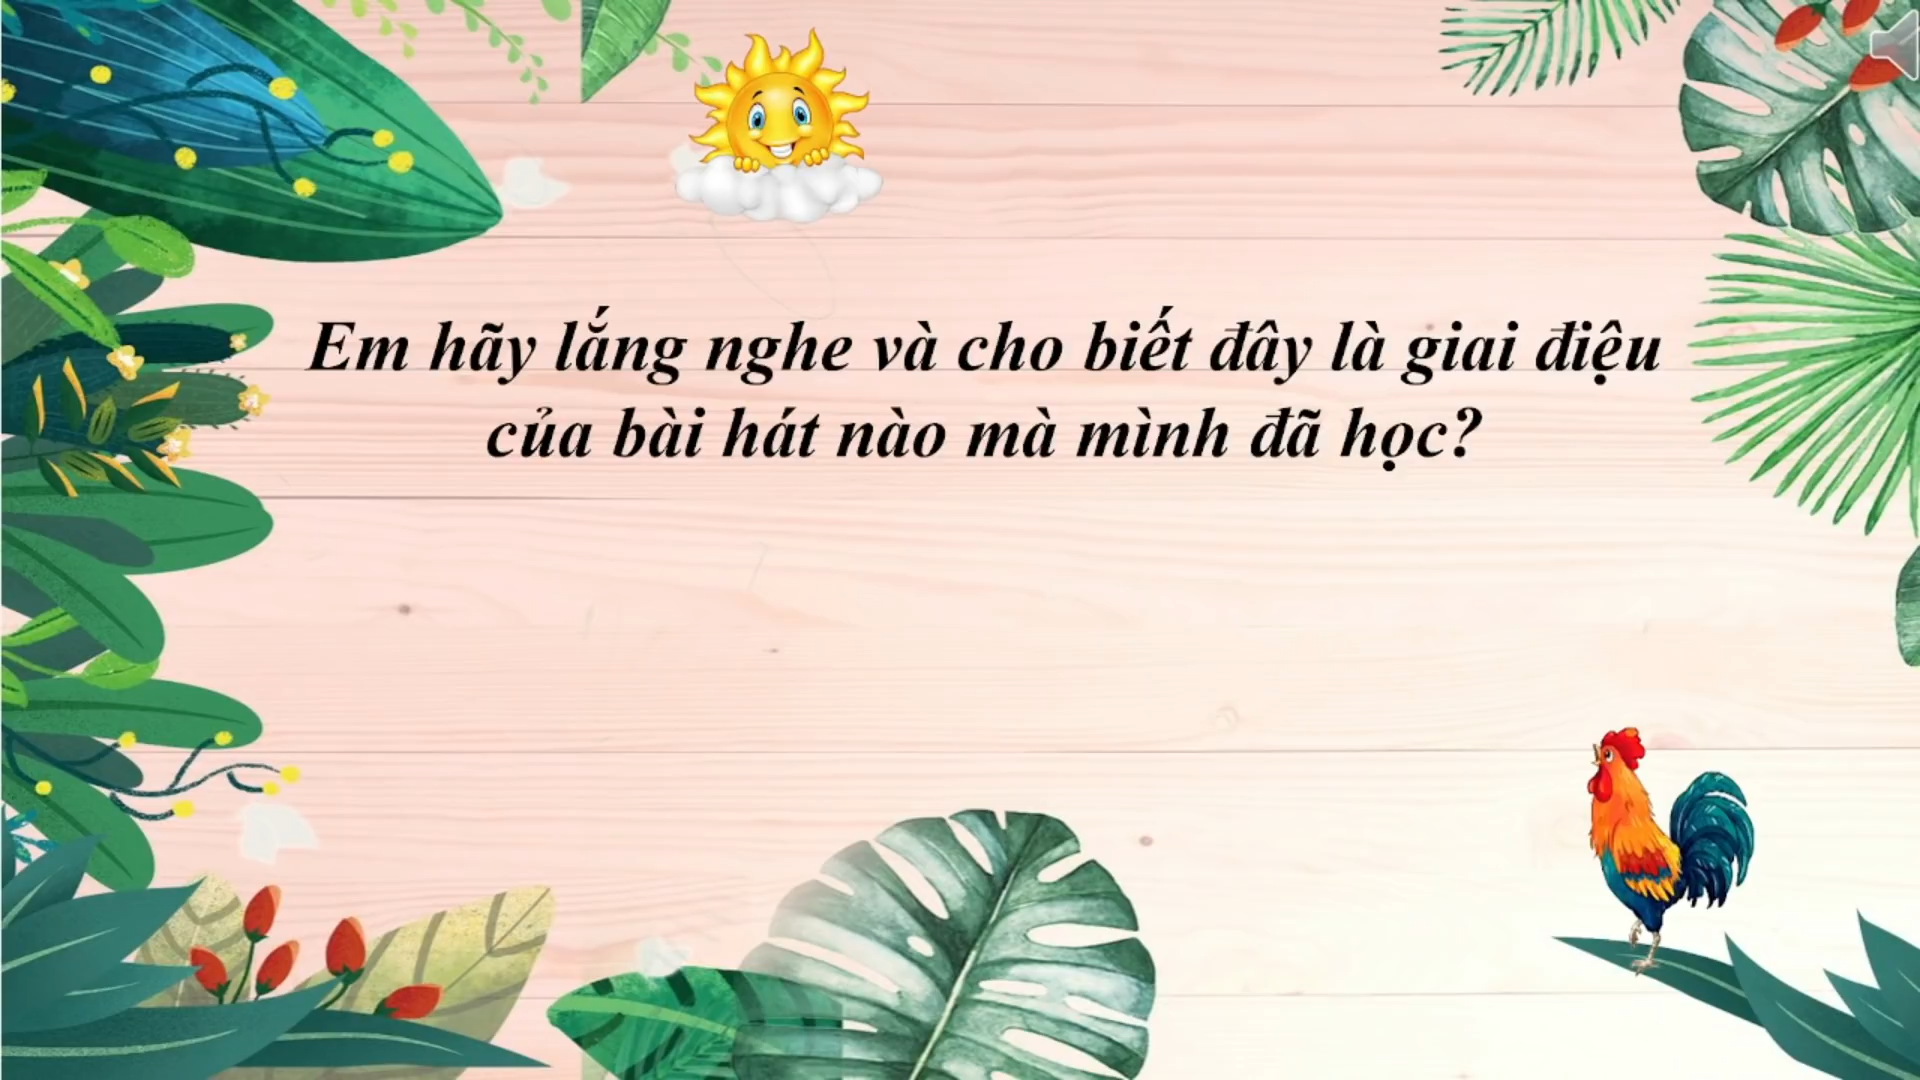 Em hãy lắng nghe và cho biết đây là giai điệu
của bài hát nào mà mình đã học?